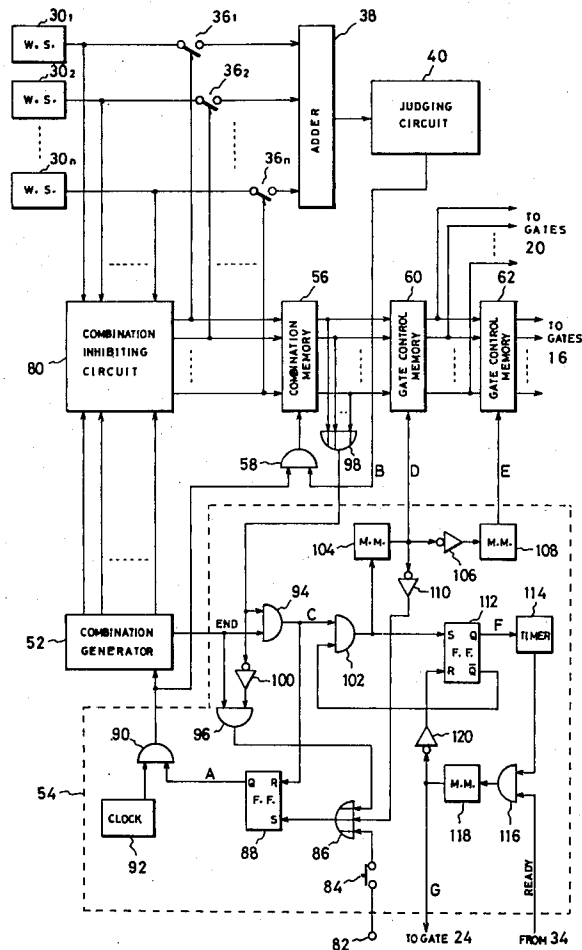 30₁
W. S.
36₁
38
30₂
W. S.
36₂
40
JUDGING
CIRCUIT
ADDER
30n
W. S.
36n
TO
GATES
20
56
60
62
80
COMBINATION
INHIBITING
CIRCUIT
COMBINATION
MEMORY
GATE CONTROL
MEMORY
GATE CONTROL
MEMORY
TO
GATES
16
58
98
B
D
E
104
M.M.
106
M.M.
108
94
110
52
COMBINATION
GENERATOR
END
C
102
112
114
S Q
F. F.
R Q̅
F
TIMER
100
96
120
90
A
Q R
F. F.
S
88
86
M.M.
118
116
54
CLOCK
92
84
G
READY
82
TO GATE 24
FROM 34